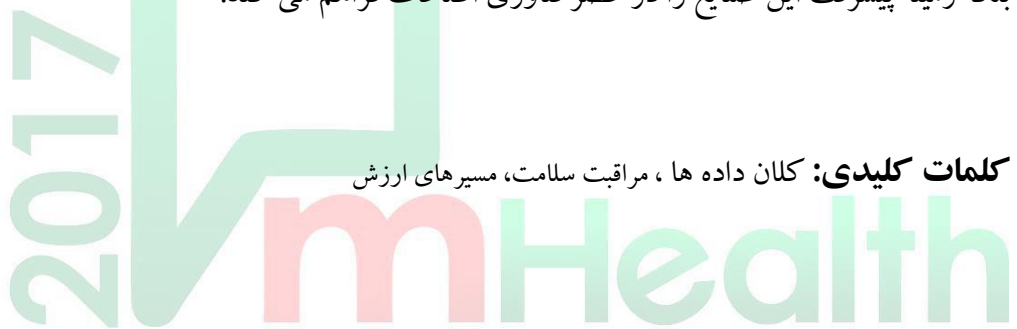 پیشرفت این صنایع را در عصر فناوری اطلاعات فراهم می کند.
کلمات کلیدی: کلان داده ها ، مراقبت سلامت، مسیرهای ارزش
2017
mHealth